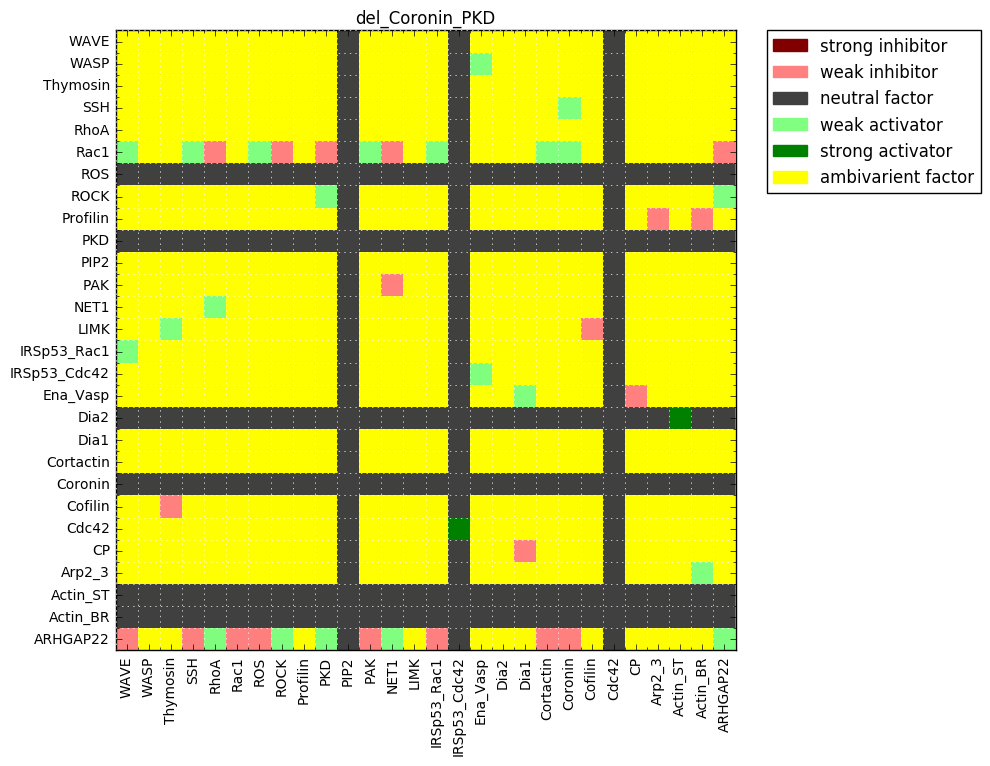 del_Coronin_PKD
WAVE
WASP
Thymosin
SSH
RhoA
Rac1
ROS
ROCK
Profilin
PKD
PIP2
PAK
NET1
LIMK
IRSp53_Rac1
IRSp53_Cdc42
Ena_Vasp
Dia2
Dia1
Cortactin
Coronin
Cofilin
Cdc42
CP
Arp2_3
Actin_ST
Actin_BR
ARHGAP22
WAVE
WASP
Thymosin
SSH
RhoA
Rac1
ROS
ROCK
Profilin
PKD
PIP2
PAK
NET1
LIMK
IRSp53_Rac1
IRSp53_Cdc42
Ena_Vasp
Dia2
Dia1
Cortactin
Coronin
Cofilin
Cdc42
CP
Arp2_3
Actin_ST
Actin_BR
ARHGAP22
strong inhibitor
weak inhibitor
neutral factor
weak activator
strong activator
ambivarient factor